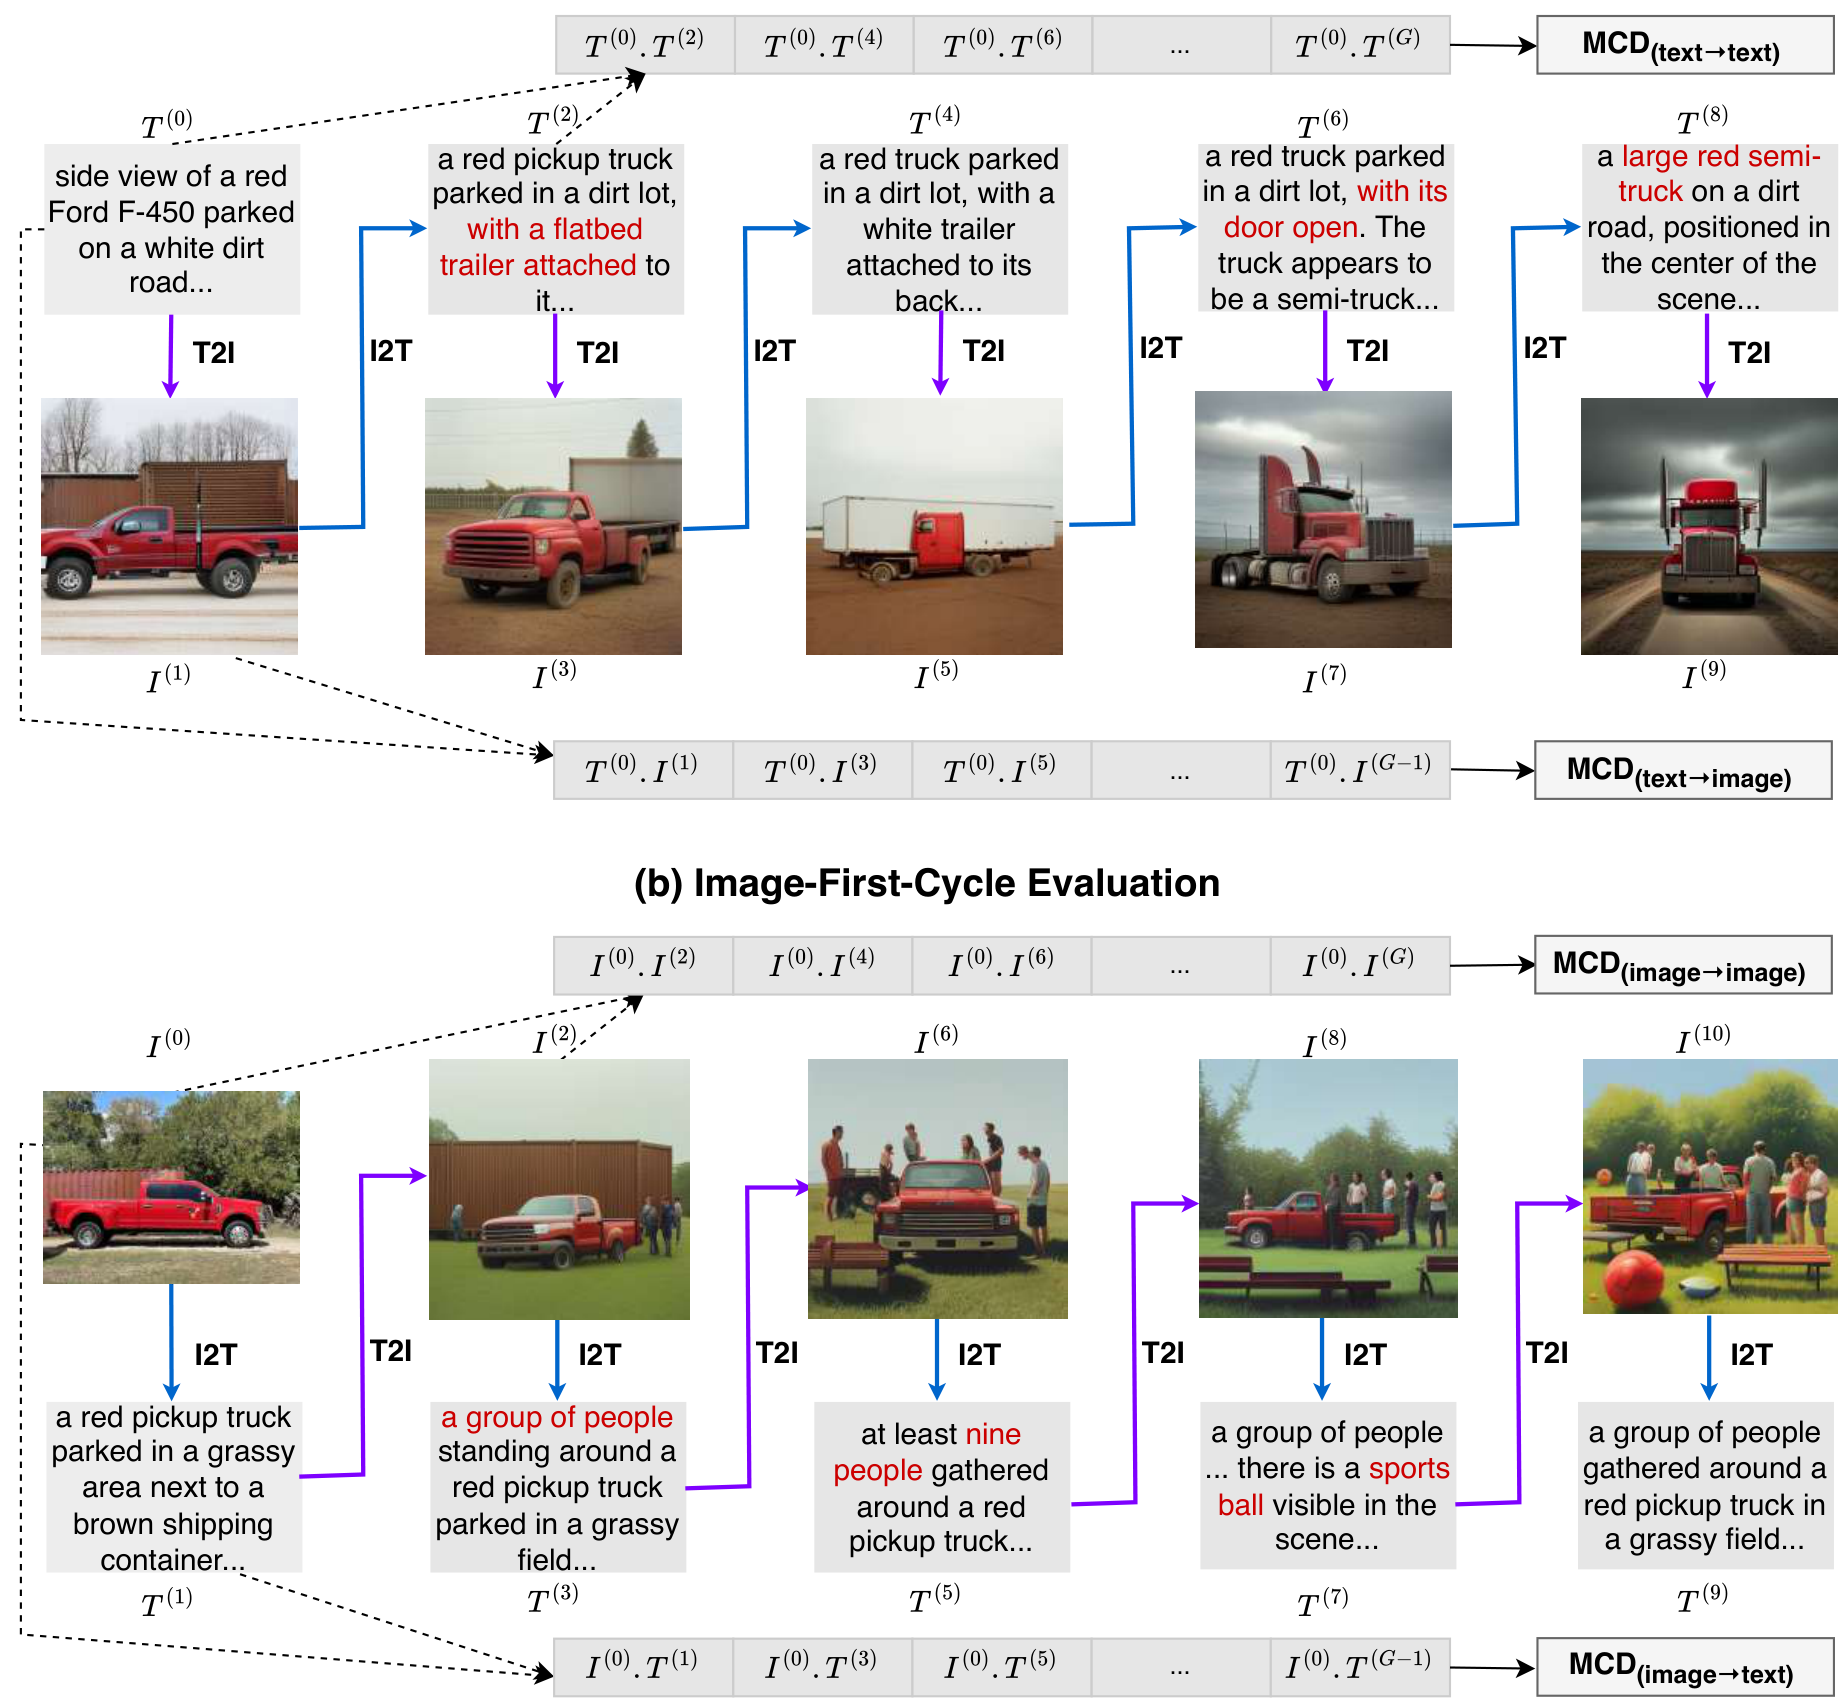 T^(0). T^(2) T^(0). T^(4) T^(0). T^(6) ... T^(0). T^(G) MCD(text→text)
T^(0) T^(2) T^(4) T^(6) T^(8)
side view of a red
Ford F-450 parked
on a white dirt
road...
a red pickup truck
parked in a dirt lot,
with a flatbed
trailer attached to
it...
a red truck parked
in a dirt lot, with a
white trailer
attached to its
back...
a red truck parked
in a dirt lot, with its
door open. The
truck appears to
be a semi-truck...
a large red semi-
truck on a dirt
road, positioned in
the center of the
scene...
T2I I2T T2I I2T T2I I2T T2I I2T T2I
I^(1) I^(3) I^(5) I^(7) I^(9)
T^(0). I^(1) T^(0). I^(3) T^(0). I^(5) ... T^(0). I^(G−1) MCD(text→image)
(b) Image-First-Cycle Evaluation
I^(0). I^(2) I^(0). I^(4) I^(0). I^(6) ... I^(0). I^(G) MCD(image→image)
I^(0) I^(2) I^(6) I^(8) I^(10)
I2T T2I I2T T2I I2T T2I I2T T2I I2T
a red pickup truck
parked in a grassy
area next to a
brown shipping
container...
a group of people
standing around a
red pickup truck
parked in a grassy
field...
at least nine
people gathered
around a red
pickup truck...
a group of people
... there is a sports
ball visible in the
scene...
a group of people
gathered around a
red pickup truck in
a grassy field...
T^(1) T^(3) T^(5) T^(7) T^(9)
I^(0). T^(1) I^(0). T^(3) I^(0). T^(5) ... I^(0). T^(G−1) MCD(image→text)